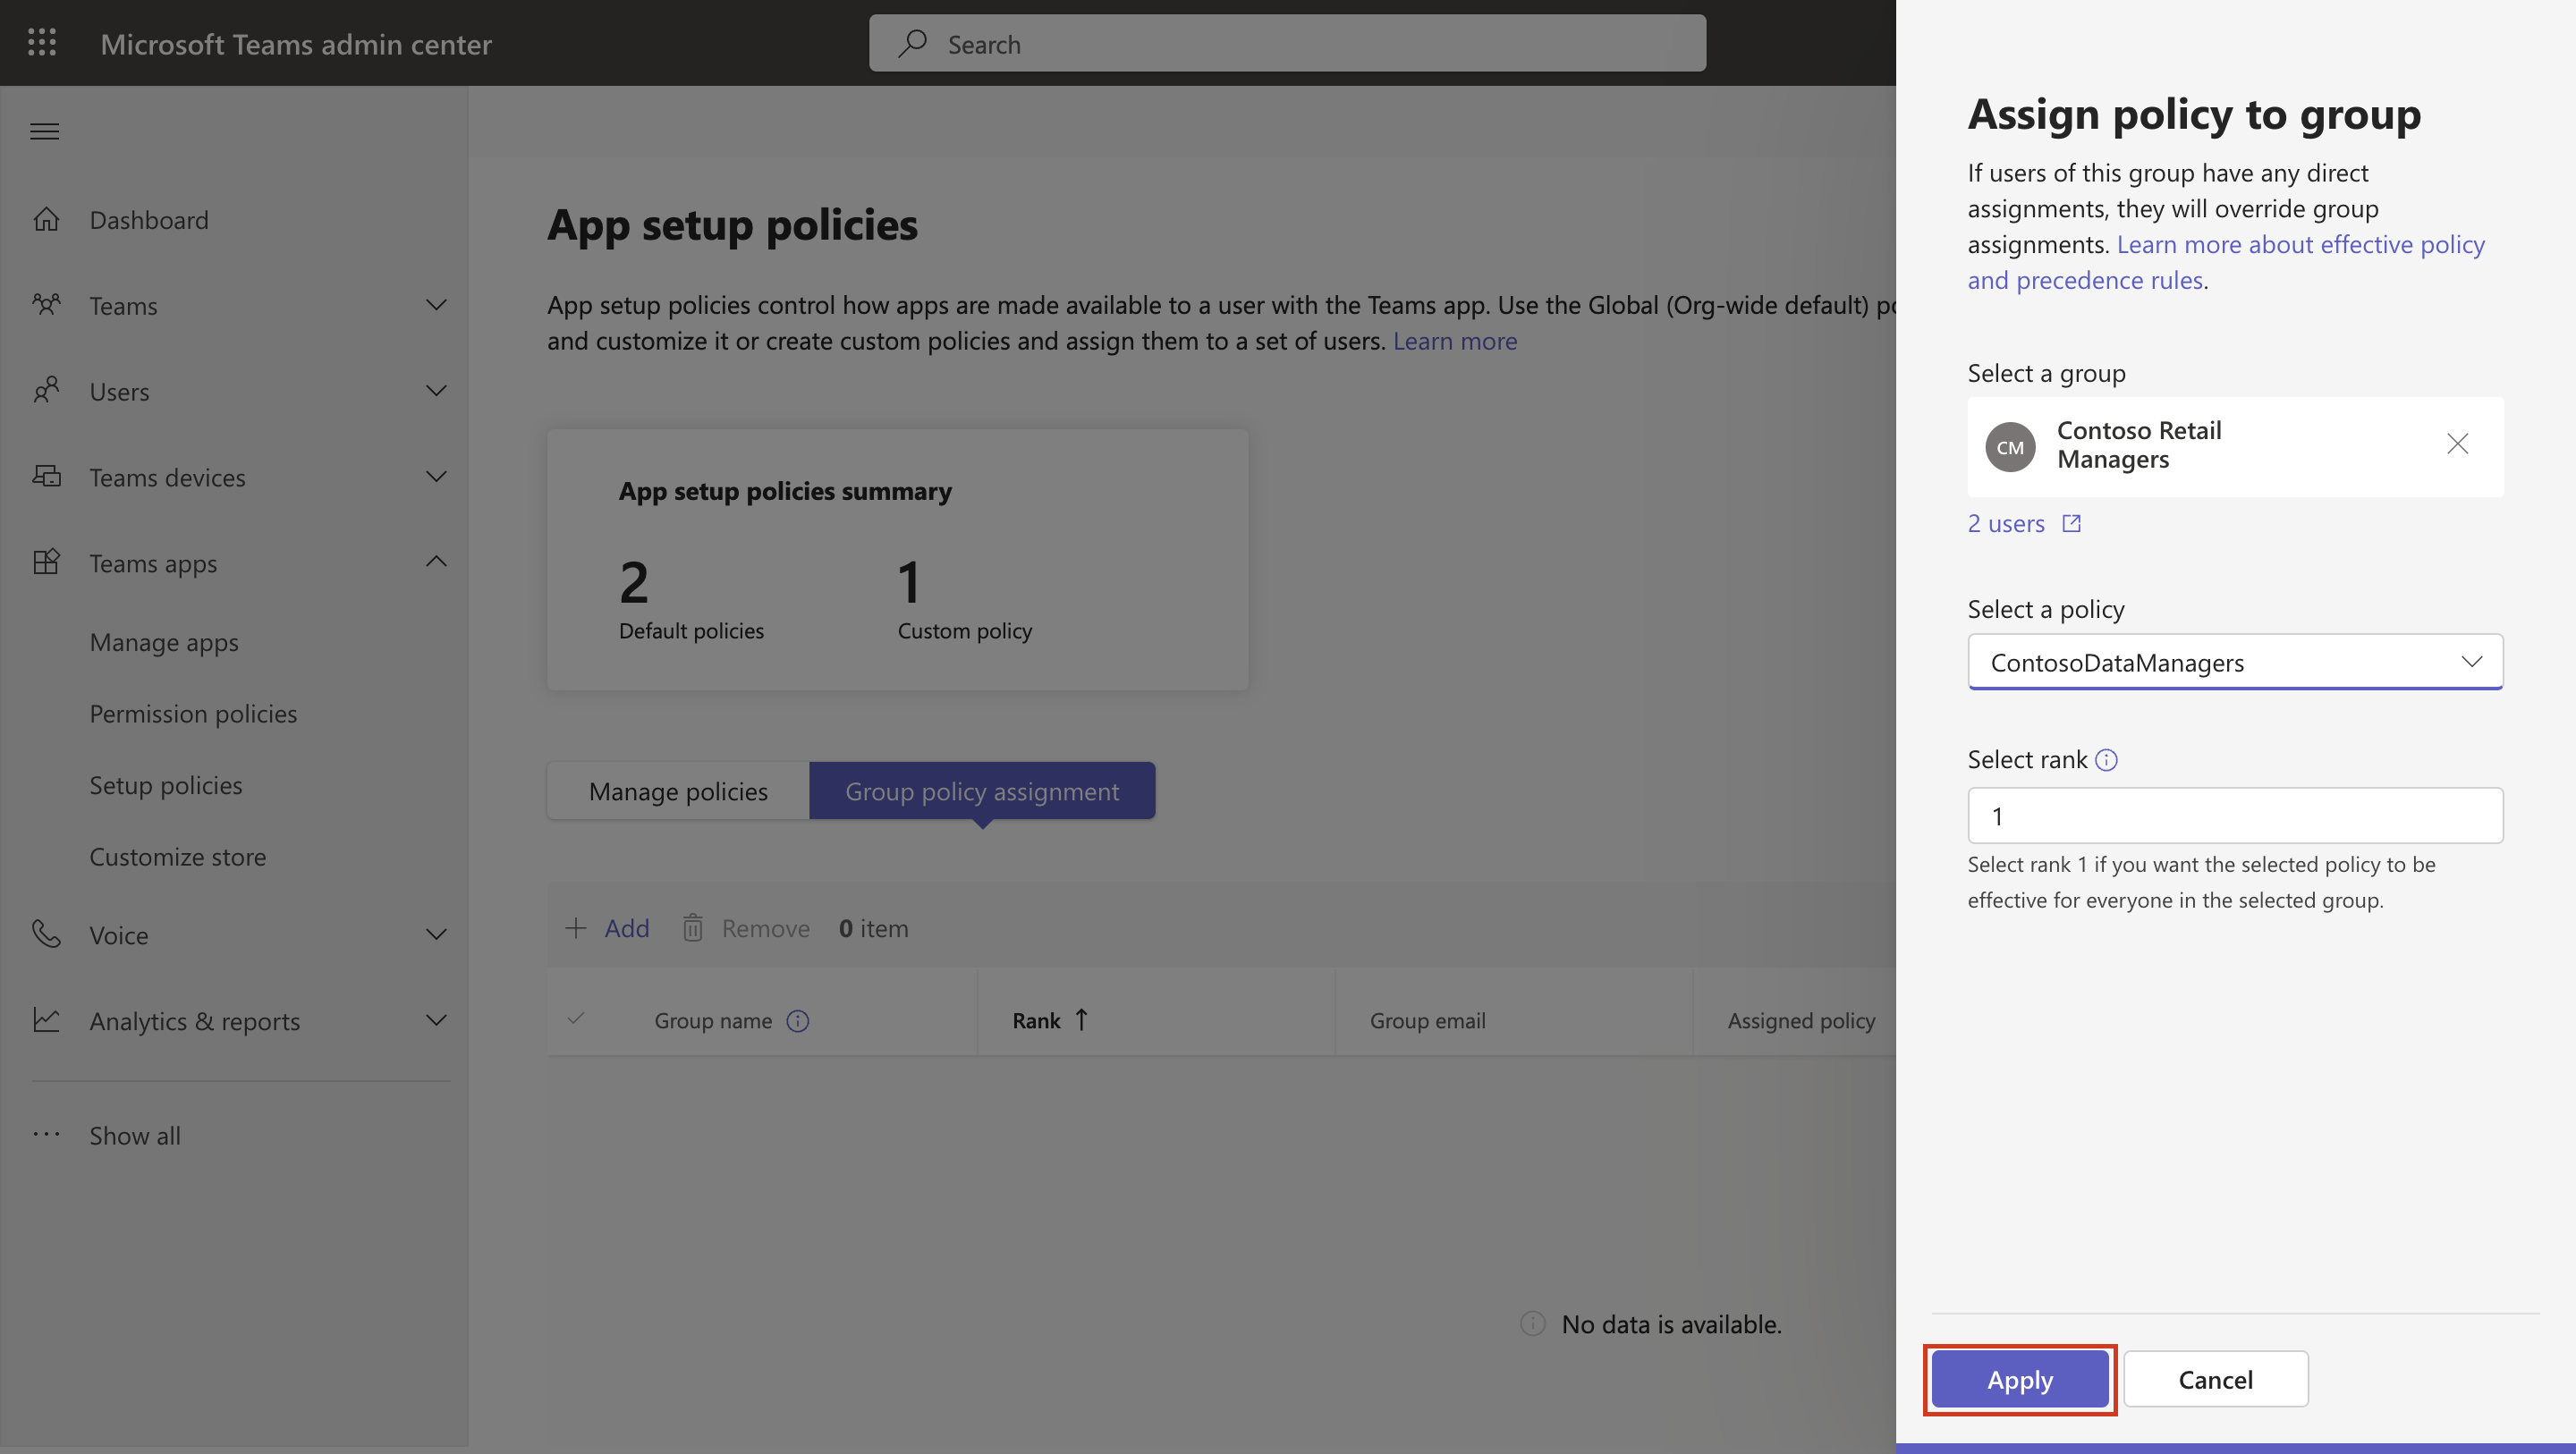 Microsoft Teams admin center
Search
Dashboard
Teams
Users
Teams devices
Teams apps
Manage apps
Permission policies
Setup policies
Customize store
Voice
Analytics & reports
Show all
App setup policies
App setup policies control how apps are made available to a user with the Teams app. Use the Global (Org-wide default) po
and customize it or create custom policies and assign them to a set of users. Learn more
App setup policies summary
2
Default policies
1
Custom policy
Manage policies
Group policy assignment
Add
Remove
0 item
Group name
Rank
Group email
Assigned policy
No data is available.
Assign policy to group
If users of this group have any direct
assignments, they will override group
assignments. Learn more about effective policy
and precedence rules.
Select a group
CM
Contoso Retail
Managers
2 users
Select a policy
ContosoDataManagers
Select rank
1
Select rank 1 if you want the selected policy to be
effective for everyone in the selected group.
Apply
Cancel